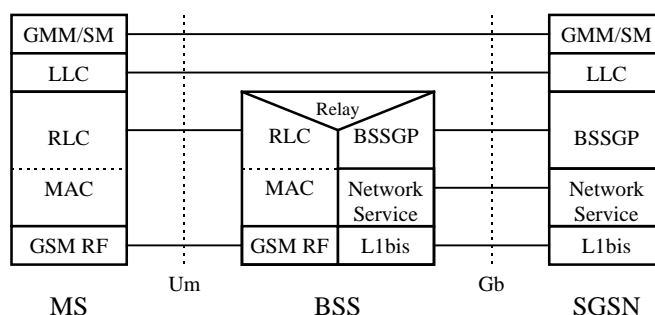 GMM/SM
GMM/SM
LLC
LLC
Relay
RLC
RLC
BSSGP
BSSGP
MAC
MAC
Network
Service
Network
Service
GSM RF
GSM RF
L1bis
L1bis
Um
Gb
MS
BSS
SGSN